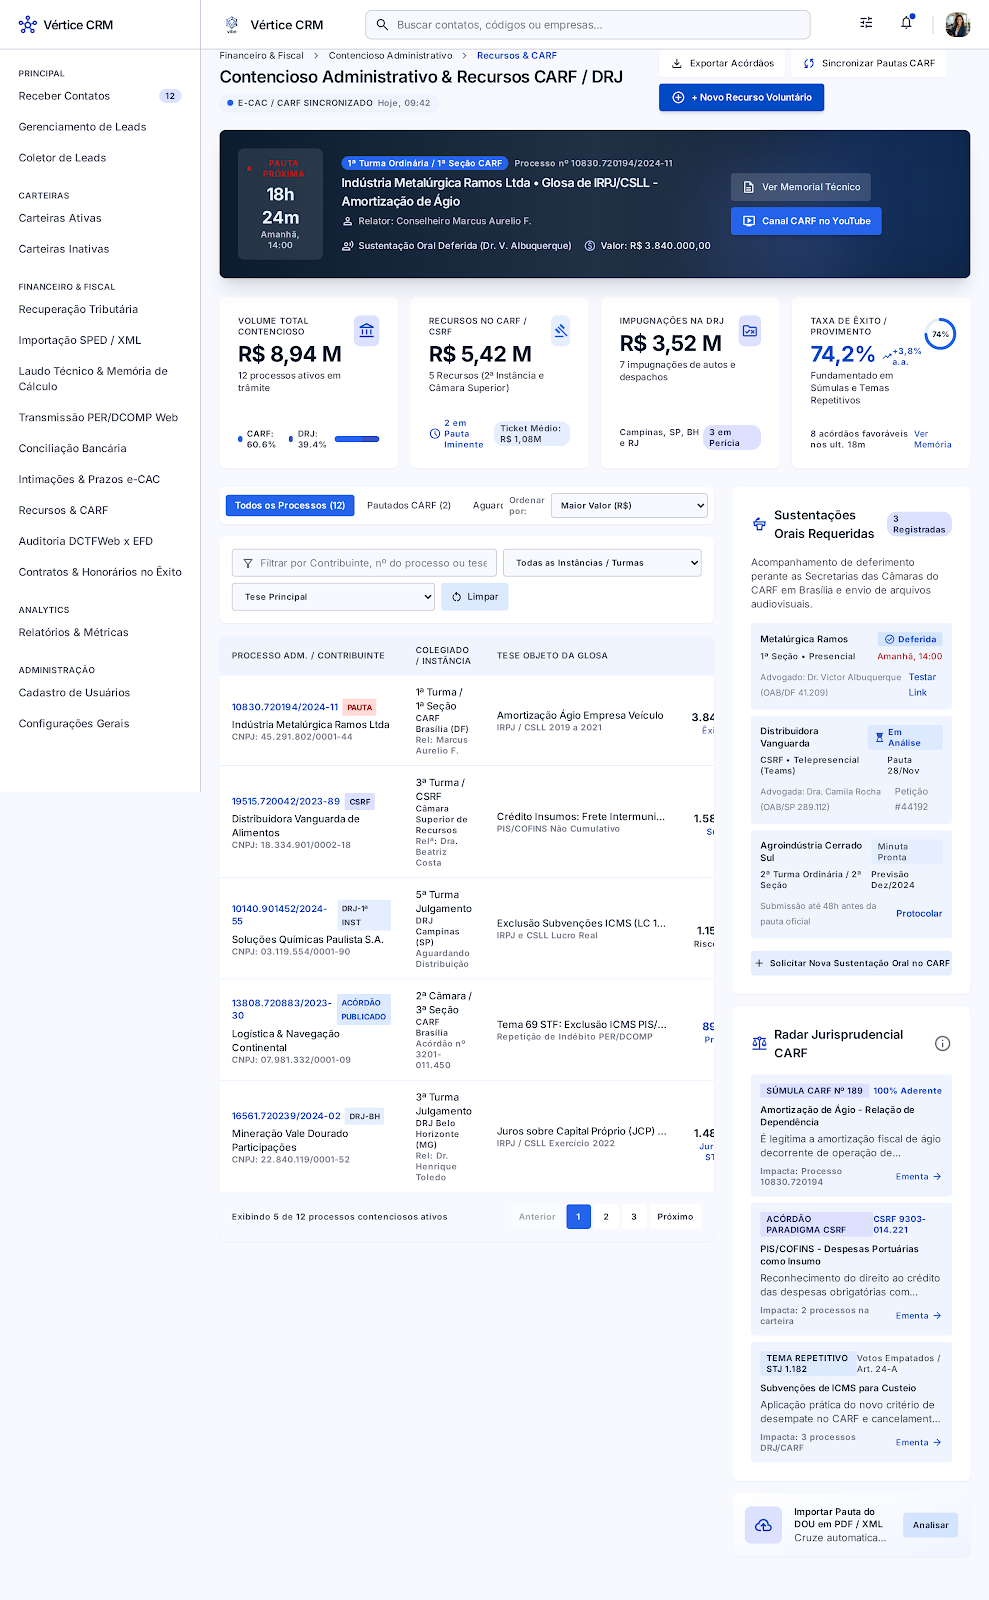 Vértice CRM
Vértice CRM
Buscar contatos, códigos ou empresas...
PRINCIPAL
Receber Contatos 12
Gerenciamento de Leads
Coletor de Leads
CARTEIRAS
Carteiras Ativas
Carteiras Inativas
FINANCEIRO & FISCAL
Recuperação Tributária
Importação SPED / XML
Laudo Técnico & Memória de
Cálculo
Transmissão PER/DCOMP Web
Conciliação Bancária
Intimações & Prazos e-CAC
Recursos & CARF
Auditoria DCTFWeb x EFD
Contratos & Honorários no Êxito
ANALYTICS
Relatórios & Métricas
ADMINISTRAÇÃO
Cadastro de Usuários
Configurações Gerais
Financeiro & Fiscal > Contencioso Administrativo > Recursos & CARF
Contencioso Administrativo & Recursos CARF / DRJ
E-CAC / CARF SINCRONIZADO Hoje, 09:42
Exportar Acórdãos
Sincronizar Pautas CARF
+ Novo Recurso Voluntário
PAUTA
PRÓXIMA
18h
24m
Amanhã,
14:00
1ª Turma Ordinária / 1ª Seção CARF Processo nº 10830.720194/2024-11
Indústria Metalúrgica Ramos Ltda • Glosa de IRPJ/CSLL -
Amortização de Ágio
Relator: Conselheiro Marcus Aurelio F.
Sustentação Oral Deferida (Dr. V. Albuquerque) Valor: R$ 3.840.000,00
Ver Memorial Técnico
Canal CARF no YouTube
VOLUME TOTAL
CONTENCIOSO
R$ 8,94 M
12 processos ativos em
trâmite
CARF:
60.6%
DRJ:
39.4%
RECURSOS NO CARF /
CSRF
R$ 5,42 M
5 Recursos (2ª Instância e
Câmara Superior)
2 em
Pauta
Iminente
Ticket Médio:
R$ 1,08M
IMPUGNAÇÕES NA DRJ
R$ 3,52 M
7 impugnações de autos e
despachos
Campinas, SP, BH
e RJ
3 em
Perícia
TAXA DE ÊXITO /
PROVIMENTO
74%
74,2%
+3,8%
a.a.
Fundamentado em
Súmulas e Temas
Repetitivos
8 acórdãos favoráveis
nos ult. 18m
Ver
Memória
Todos os Processos (12)
Pautados CARF (2)
Aguarc
Ordenar
por:
Maior Valor (R$)
Filtrar por Contribuinte, nº do processo ou tese
Todas as Instâncias / Turmas
Tese Principal
Limpar
PROCESSO ADM. / CONTRIBUINTE
COLEGIADO
/ INSTÂNCIA
TESE OBJETO DA GLOSA
10830.720194/2024-11 PAUTA
Indústria Metalúrgica Ramos Ltda
CNPJ: 45.291.802/0001-44
1ª Turma /
1ª Seção
CARF
Brasília (DF)
Rel: Marcus
Aurelio F.
Amortização Ágio Empresa Veículo
IRPJ / CSLL 2019 a 2021
3.84
Êxi
19515.720042/2023-89 CSRF
Distribuidora Vanguarda de
Alimentos
CNPJ: 18.334.901/0002-18
3ª Turma /
CSRF
Câmara
Superior de
Recursos
Relª: Dra.
Beatriz
Costa
Crédito Insumos: Frete Intermuni...
PIS/COFINS Não Cumulativo
1.58
10140.901452/2024-
55
DRJ-1ª
INST
Soluções Químicas Paulista S.A.
CNPJ: 03.119.554/0001-90
5ª Turma
Julgamento
DRJ
Campinas
(SP)
Aguardando
Distribuição
Exclusão Subvenções ICMS (LC 1...
IRPJ e CSLL Lucro Real
1.15
Risco
13808.720883/2023-
30
ACÓRDÃO
PUBLICADO
Logística & Navegação
Continental
CNPJ: 07.981.332/0001-09
2ª Câmara /
3ª Seção
CARF
Brasília
Acórdão nº
3201-
011.450
Tema 69 STF: Exclusão ICMS PIS/...
Repetição de Indébito PER/DCOMP
89
Pr
16561.720239/2024-02 DRJ-BH
Mineração Vale Dourado
Participações
CNPJ: 22.840.119/0001-52
3ª Turma
Julgamento
DRJ Belo
Horizonte
(MG)
Rel: Dr.
Henrique
Toledo
Juros sobre Capital Próprio (JCP) ...
IRPJ / CSLL Exercício 2022
1.48
Jur
ST
Exibindo 5 de 12 processos contenciosos ativos
Anterior 1 2 3 Próximo
Sustentações
Orais Requeridas
3
Registradas
Acompanhamento de deferimento
perante as Secretarias das Câmaras do
CARF em Brasília e envio de arquivos
audiovisuais.
Metalúrgica Ramos Deferida
1ª Seção • Presencial Amanhã, 14:00
Advogado: Dr. Victor Albuquerque
(OAB/DF 41.209)
Testar
Link
Distribuidora
Vanguarda
Em
Análise
CSRF • Telepresencial
(Teams)
Pauta
28/Nov
Advogada: Dra. Camila Rocha
(OAB/SP 289.112)
Petição
#44192
Agroindústria Cerrado
Sul
Minuta
Pronta
2ª Turma Ordinária / 2ª
Seção
Previsão
Dez/2024
Submissão até 48h antes da
pauta oficial
Protocolar
Solicitar Nova Sustentação Oral no CARF
Radar Jurisprudencial
CARF
SÚMULA CARF Nº 189 100% Aderente
Amortização de Ágio - Relação de
Dependência
É legítima a amortização fiscal de ágio
decorrente de operação de...
Impacta: Processo
10830.720194
Ementa →
ACÓRDÃO
PARADIGMA CSRF
CSRF 9303-
014.221
PIS/COFINS - Despesas Portuárias
como Insumo
Reconhecimento do direito ao crédito
das despesas obrigatórias com...
Impacta: 2 processos na
carteira
Ementa →
TEMA REPETITIVO
STJ 1.182
Votos Empatados /
Art. 24-A
Subvenções de ICMS para Custeio
Aplicação prática do novo critério de
desempate no CARF e cancelament...
Impacta: 3 processos
DRJ/CARF
Ementa →
Importar Pauta do
DOU em PDF / XML
Cruze automatica...
Analisar